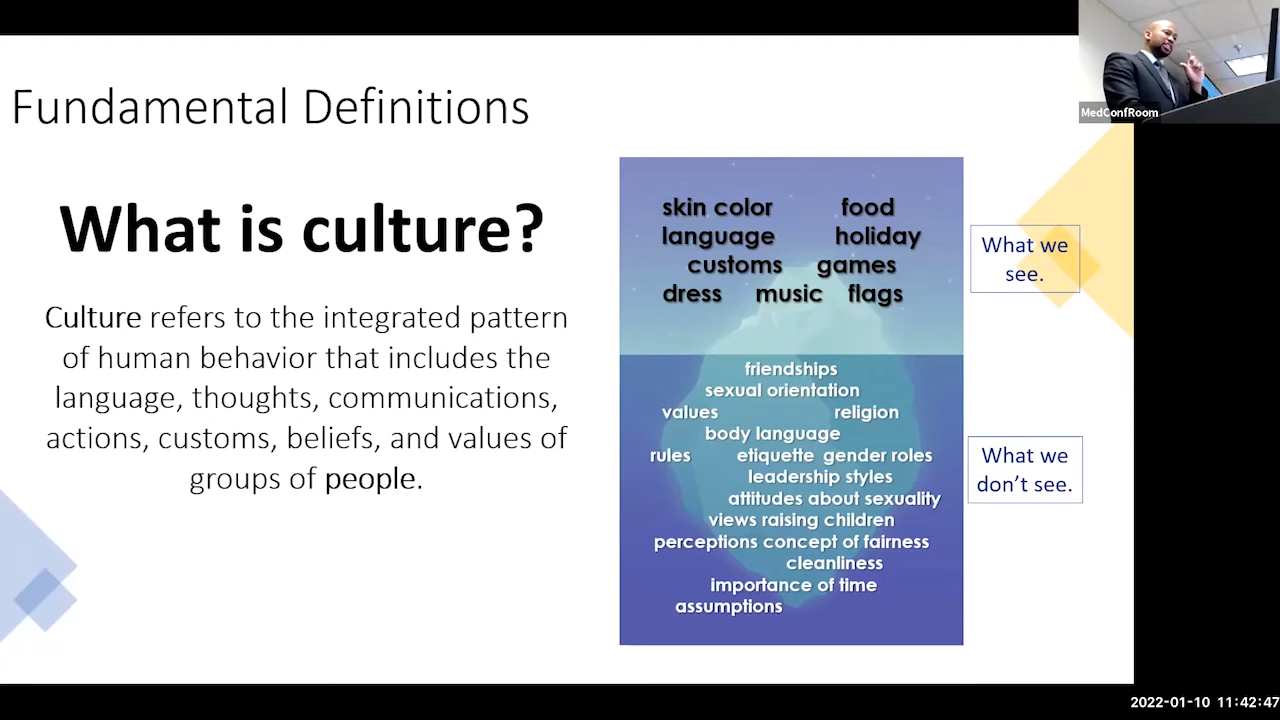 MedConfRoom
Fundamental Definitions
What is culture?
Culture refers to the integrated pattern
of human behavior that includes the
language, thoughts, communications,
actions, customs, beliefs, and values of
groups of people.
skin color food
language holiday
customs games
dress music flags
What we
see.
friendships
sexual orientation
values religion
body language
rules etiquette gender roles
leadership styles
attitudes about sexuality
views raising children
perceptions concept of fairness
cleanliness
importance of time
assumptions
What we
don't see.
2022-01-10 11:42:47